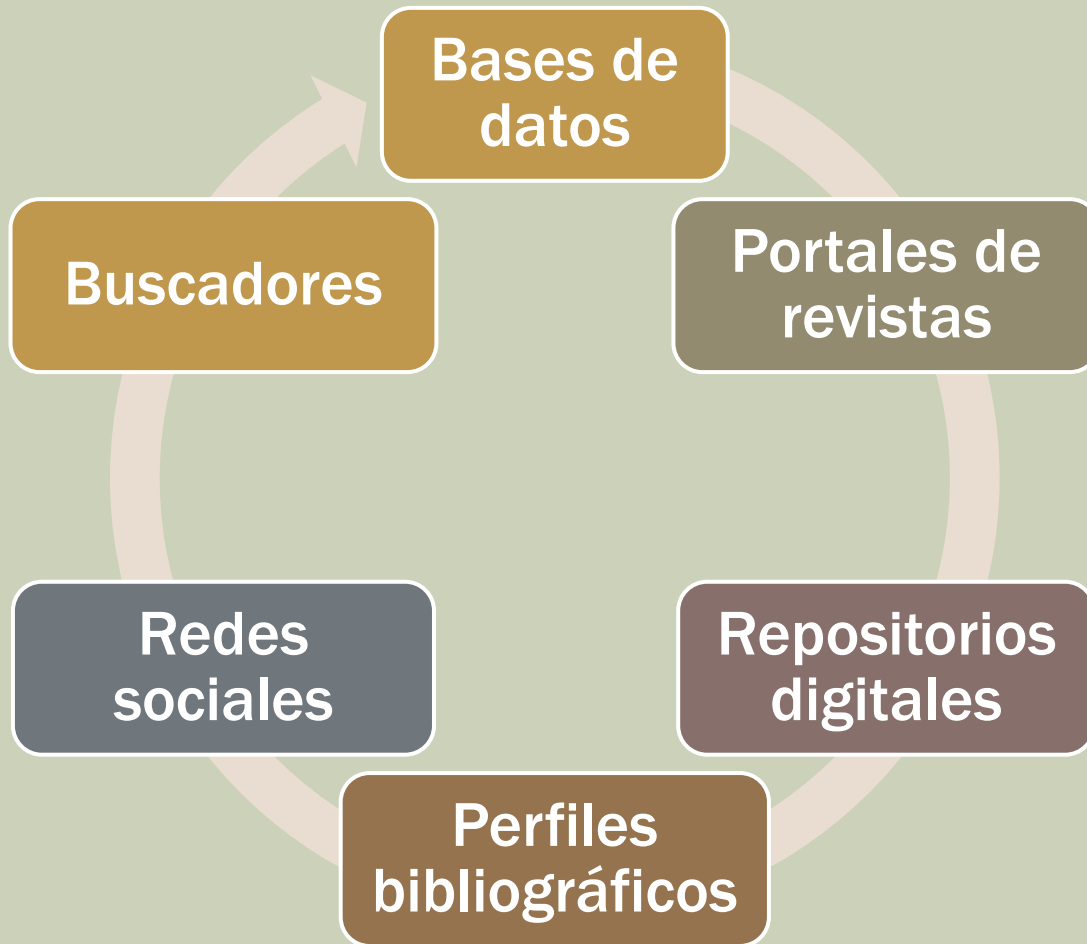 Bases de
datos
Portales de
revistas
Repositorios
digitales
Perfiles
bibliográficos
Redes
sociales
Buscadores